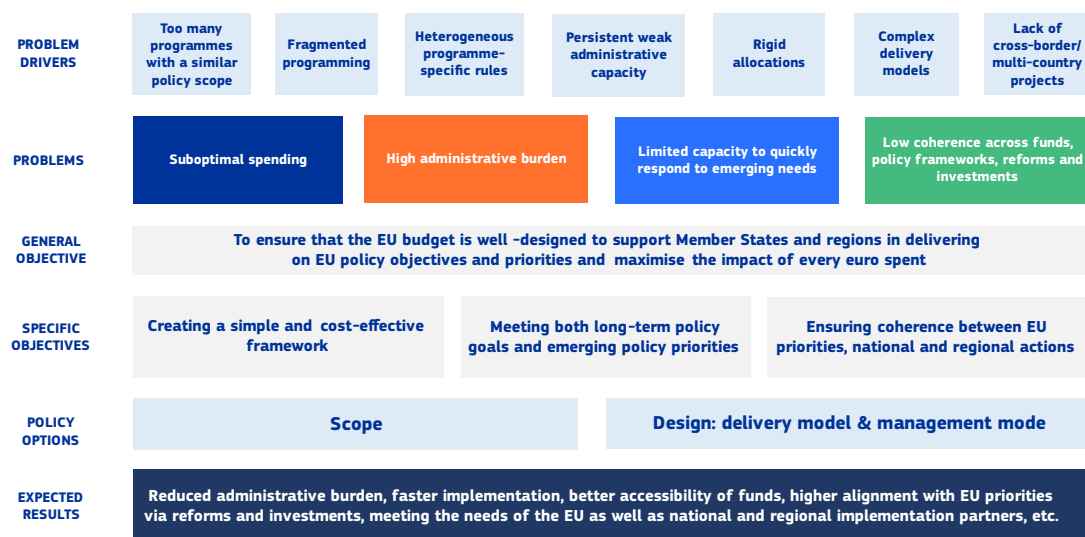 PROBLEM
DRIVERS
Too many
programmes
with a similar
policy scope
Fragmented
programming
Heterogeneous
programme-
specific rules
Persistent weak
administrative
capacity
Rigid
allocations
Complex
delivery
models
Lack of
cross-border/
multi-country
projects
PROBLEMS
Suboptimal spending
High administrative burden
Limited capacity to quickly
respond to emerging needs
Low coherence across funds,
policy frameworks, reforms and
investments
GENERAL
OBJECTIVE
To ensure that the EU budget is well -designed to support Member States and regions in delivering
on EU policy objectives and priorities and maximise the impact of every euro spent
SPECIFIC
OBJECTIVES
Creating a simple and cost-effective
framework
Meeting both long-term policy
goals and emerging policy priorities
Ensuring coherence between EU
priorities, national and regional actions
POLICY
OPTIONS
Scope
Design: delivery model & management mode
EXPECTED
RESULTS
Reduced administrative burden, faster implementation, better accessibility of funds, higher alignment with EU priorities
via reforms and investments, meeting the needs of the EU as well as national and regional implementation partners, etc.